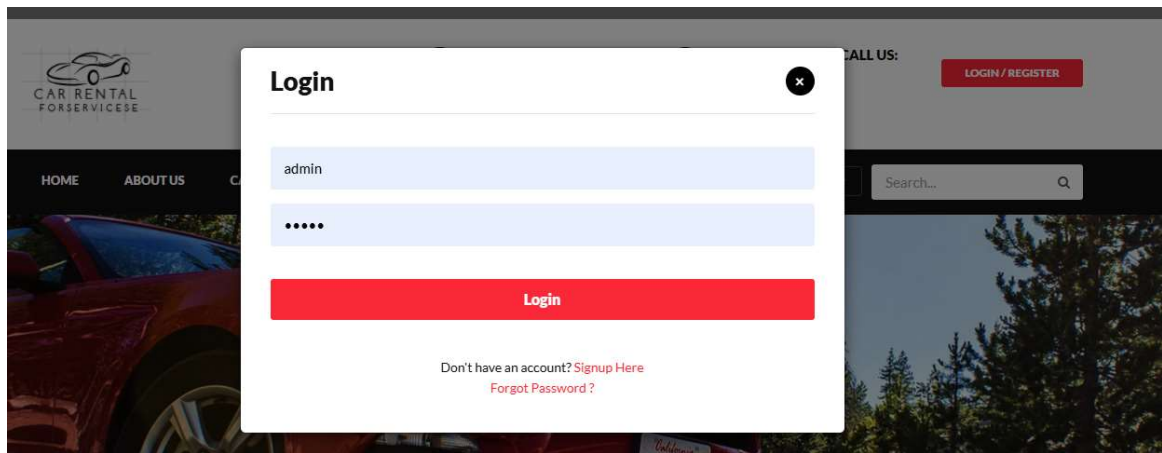 CAR RENTAL
FORSERVICESE
CALL US:
LOGIN / REGISTER
HOME
ABOUT US
Search...
Login
×
admin
•••••
Login
Don't have an account? Signup Here
Forgot Password ?